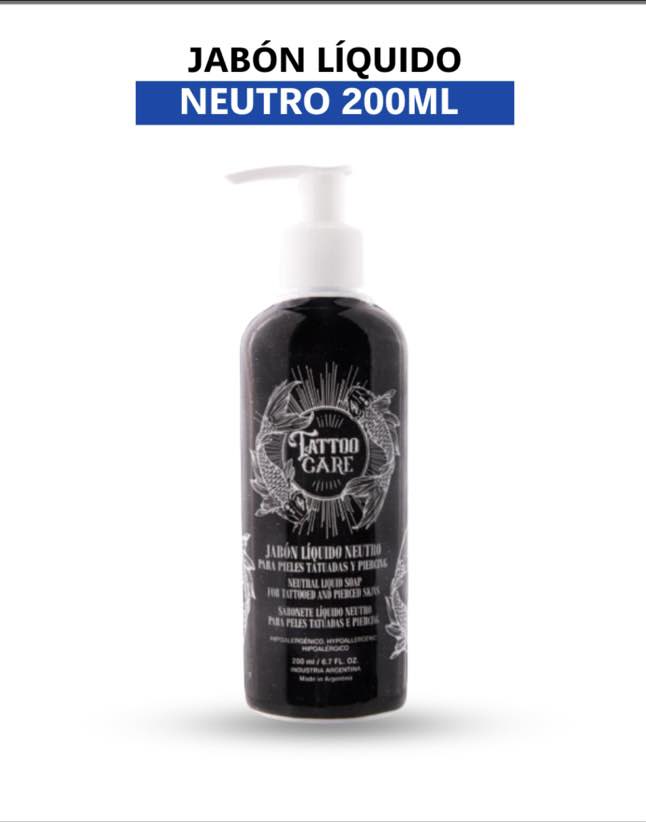 JABÓN LÍQUIDO
NEUTRO 200ML
TATTOO
CARE
JABÓN LÍQUIDO NEUTRO
PARA PIELES TATUADAS Y PIERCING
NEUTRAL LIQUID SOAP
FOR TATTOOED AND PIERCED SKINS
SABONETE LÍQUIDO NEUTRO
PARA PELES TATUADAS E PIERCING
HIPOALERGÉNICO, HYPOALLERGENIC
HIPOALÉRGICO
200 ml / 6.7 FL. OZ.
INDUSTRIA ARGENTINA
Made in Argentina